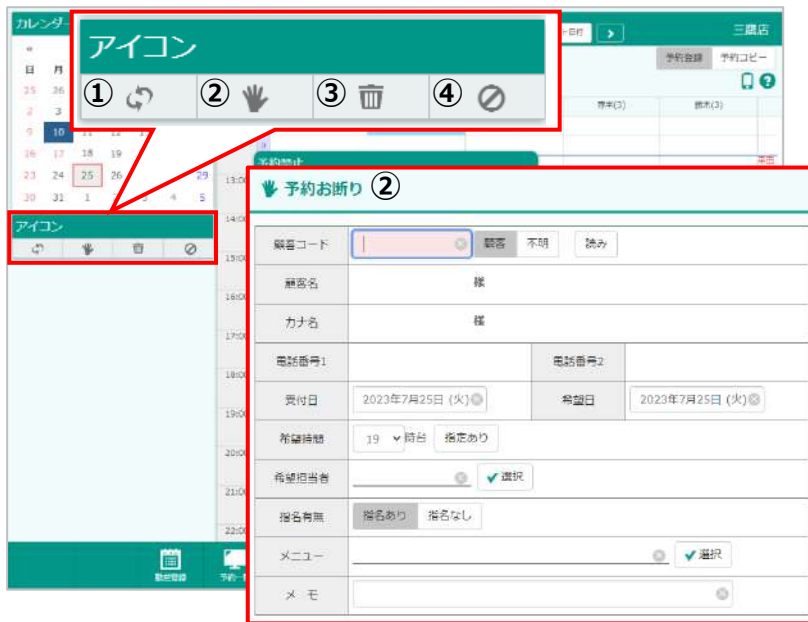 カレンダー
三鷹店
予約登録 予約コピー
アイコン
① ② ③ ④
日 月
25 26
2 3
9 10 11 12
16 17 18 19
23 24 25 26 29
30 31 1 4 5
アイコン
13:00
14:00
15:00
16:00
17:00
18:00
19:00
20:00
21:00
22:00
予約禁止
予約お断り ②
顧客コード 顧客 不明 読み
顧客名 様
カナ名 様
電話番号1 電話番号2
受付日 2023年7月25日 (火) 希望日 2023年7月25日 (火)
希望時間 19 時台 指定あり
希望担当者 選択
指名有無 指名あり 指名なし
メニュー 選択
メ モ
勤怠登録